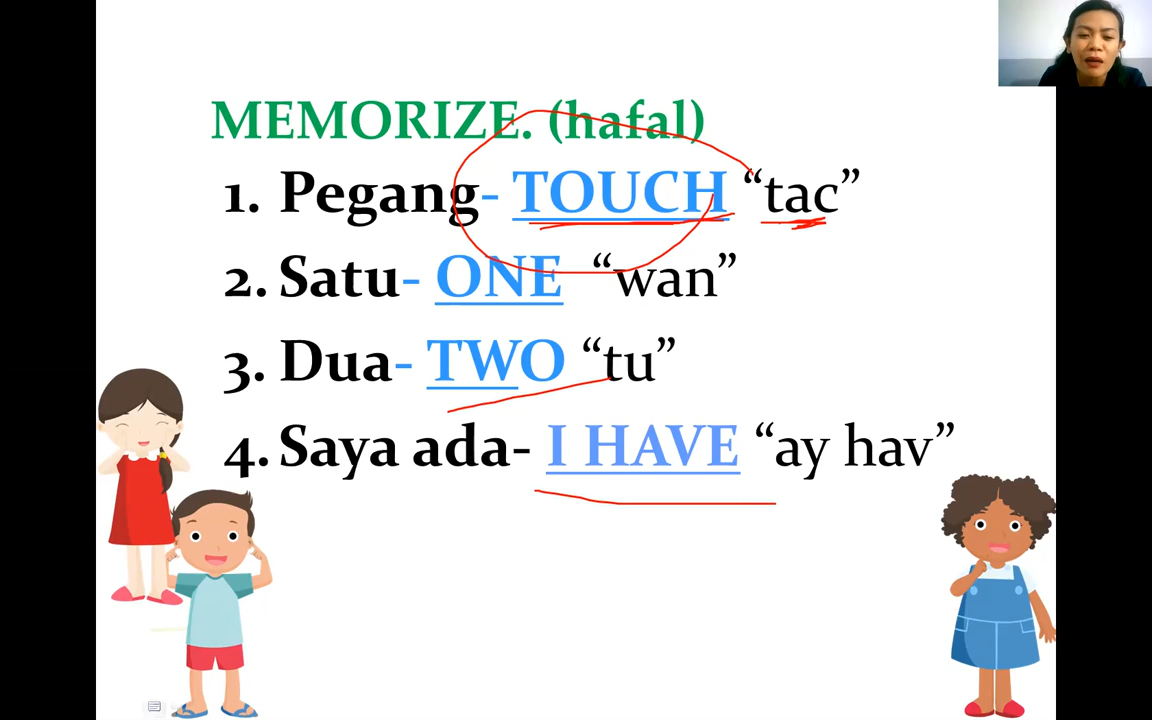 MEMORIZE. (hafal)
1. Pegang- TOUCH “tac”
2. Satu- ONE “wan”
3. Dua- TWO “tu”
4. Saya ada- I HAVE “ay hav”